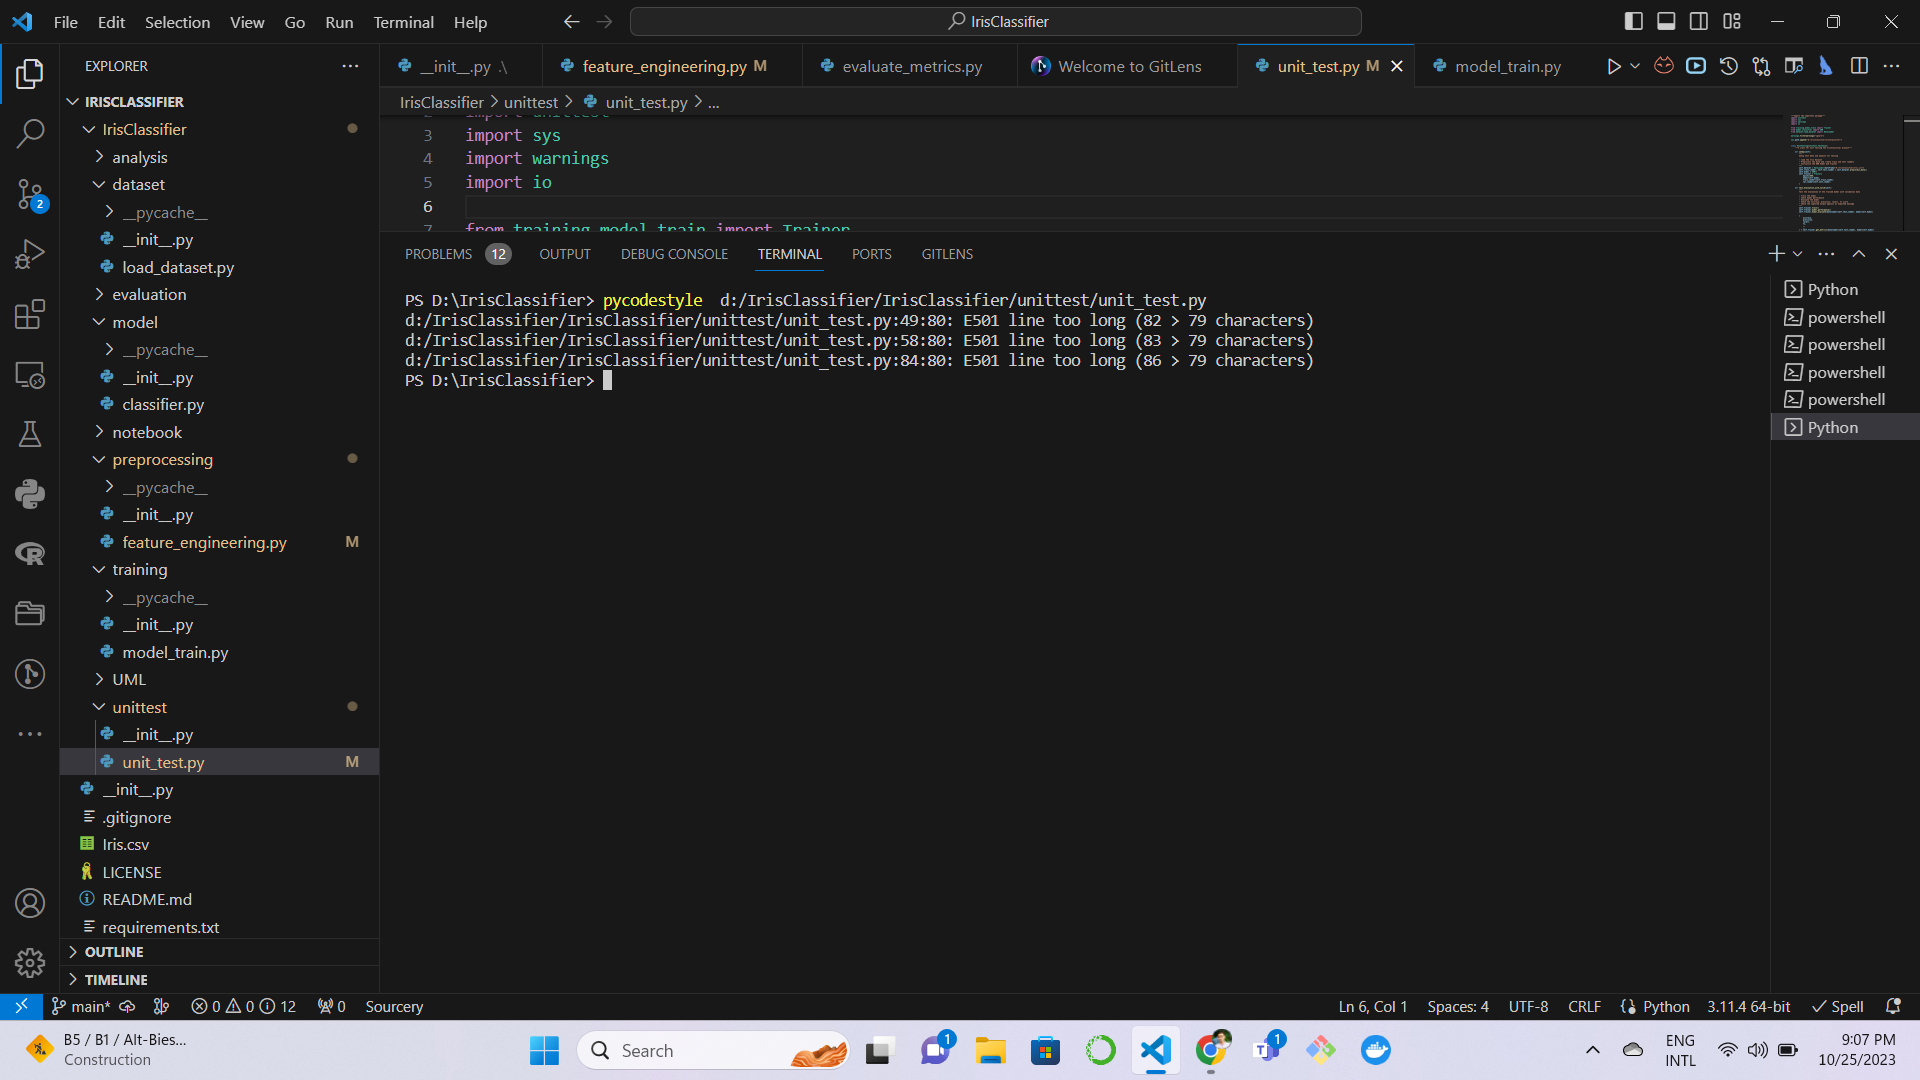 File Edit Selection View Go Run Terminal Help
IrisClassifier
EXPLORER
IRISCLASSIFIER
IrisClassifier
analysis
dataset
__pycache__
__init__.py
load_dataset.py
evaluation
model
__pycache__
__init__.py
classifier.py
notebook
preprocessing
__pycache__
__init__.py
feature_engineering.py M
training
__pycache__
__init__.py
model_train.py
UML
unittest
__init__.py
unit_test.py M
__init__.py
.gitignore
Iris.csv
LICENSE
README.md
requirements.txt
OUTLINE
TIMELINE
2
__init__.py .\ feature_engineering.py M evaluate_metrics.py Welcome to GitLens unit_test.py M model_train.py
IrisClassifier > unittest > unit_test.py > ...
2 import unittest
3 import sys
4 import warnings
5 import io
6
7 from training.model_train import Trainer
PROBLEMS 12 OUTPUT DEBUG CONSOLE TERMINAL PORTS GITLENS
PS D:\IrisClassifier> pycodestyle  d:/IrisClassifier/IrisClassifier/unittest/unit_test.py
d:/IrisClassifier/IrisClassifier/unittest/unit_test.py:49:80: E501 line too long (82 > 79 characters)
d:/IrisClassifier/IrisClassifier/unittest/unit_test.py:58:80: E501 line too long (83 > 79 characters)
d:/IrisClassifier/IrisClassifier/unittest/unit_test.py:84:80: E501 line too long (86 > 79 characters)
PS D:\IrisClassifier>
Python
powershell
powershell
powershell
powershell
Python
main* 0 0 12 0 Sourcery
Ln 6, Col 1 Spaces: 4 UTF-8 CRLF Python 3.11.4 64-bit Spell
B5 / B1 / Alt-Bies...
Construction
Search
1
1
ENG
INTL
9:07 PM
10/25/2023